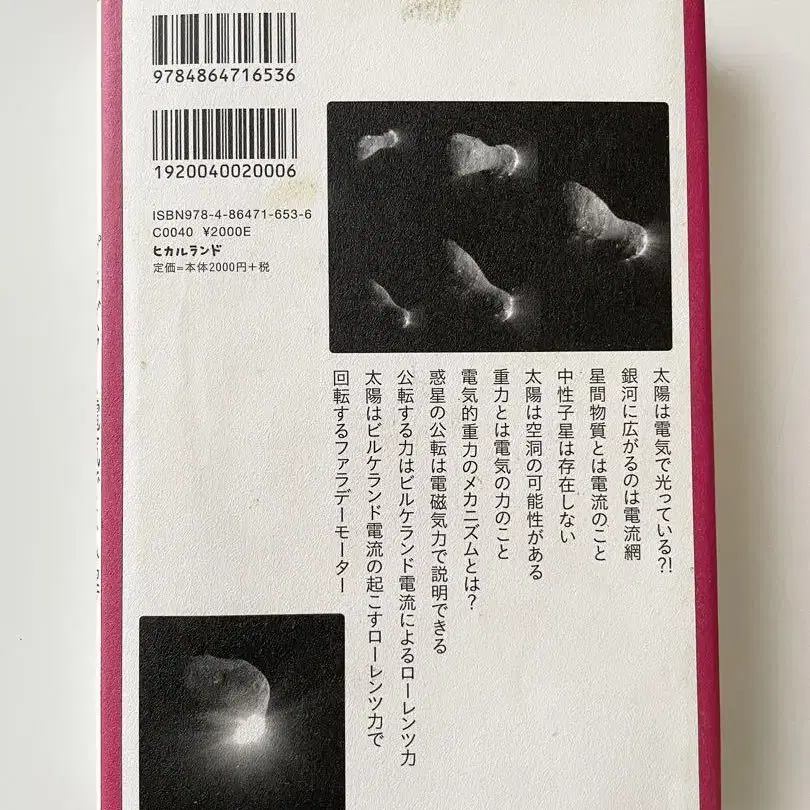 9784864716536
1920040020006
ISBN978-4-86471-653-6
C0040 ¥2000E
ヒカルランド
定価=本体2000円+税
太陽は電気で光っている?!
銀河に広がるのは電流網
星間物質とは電流のこと
中性子星は存在しない
太陽は空洞の可能性がある
重力とは電気の力のこと
電気的重力のメカニズムとは?
惑星の公転は電磁気力で説明できる
公転する力はビルケランド電流によるローレンツ力
太陽はビルケランド電流の起こすローレンツ力で
回転するファラデーモーター